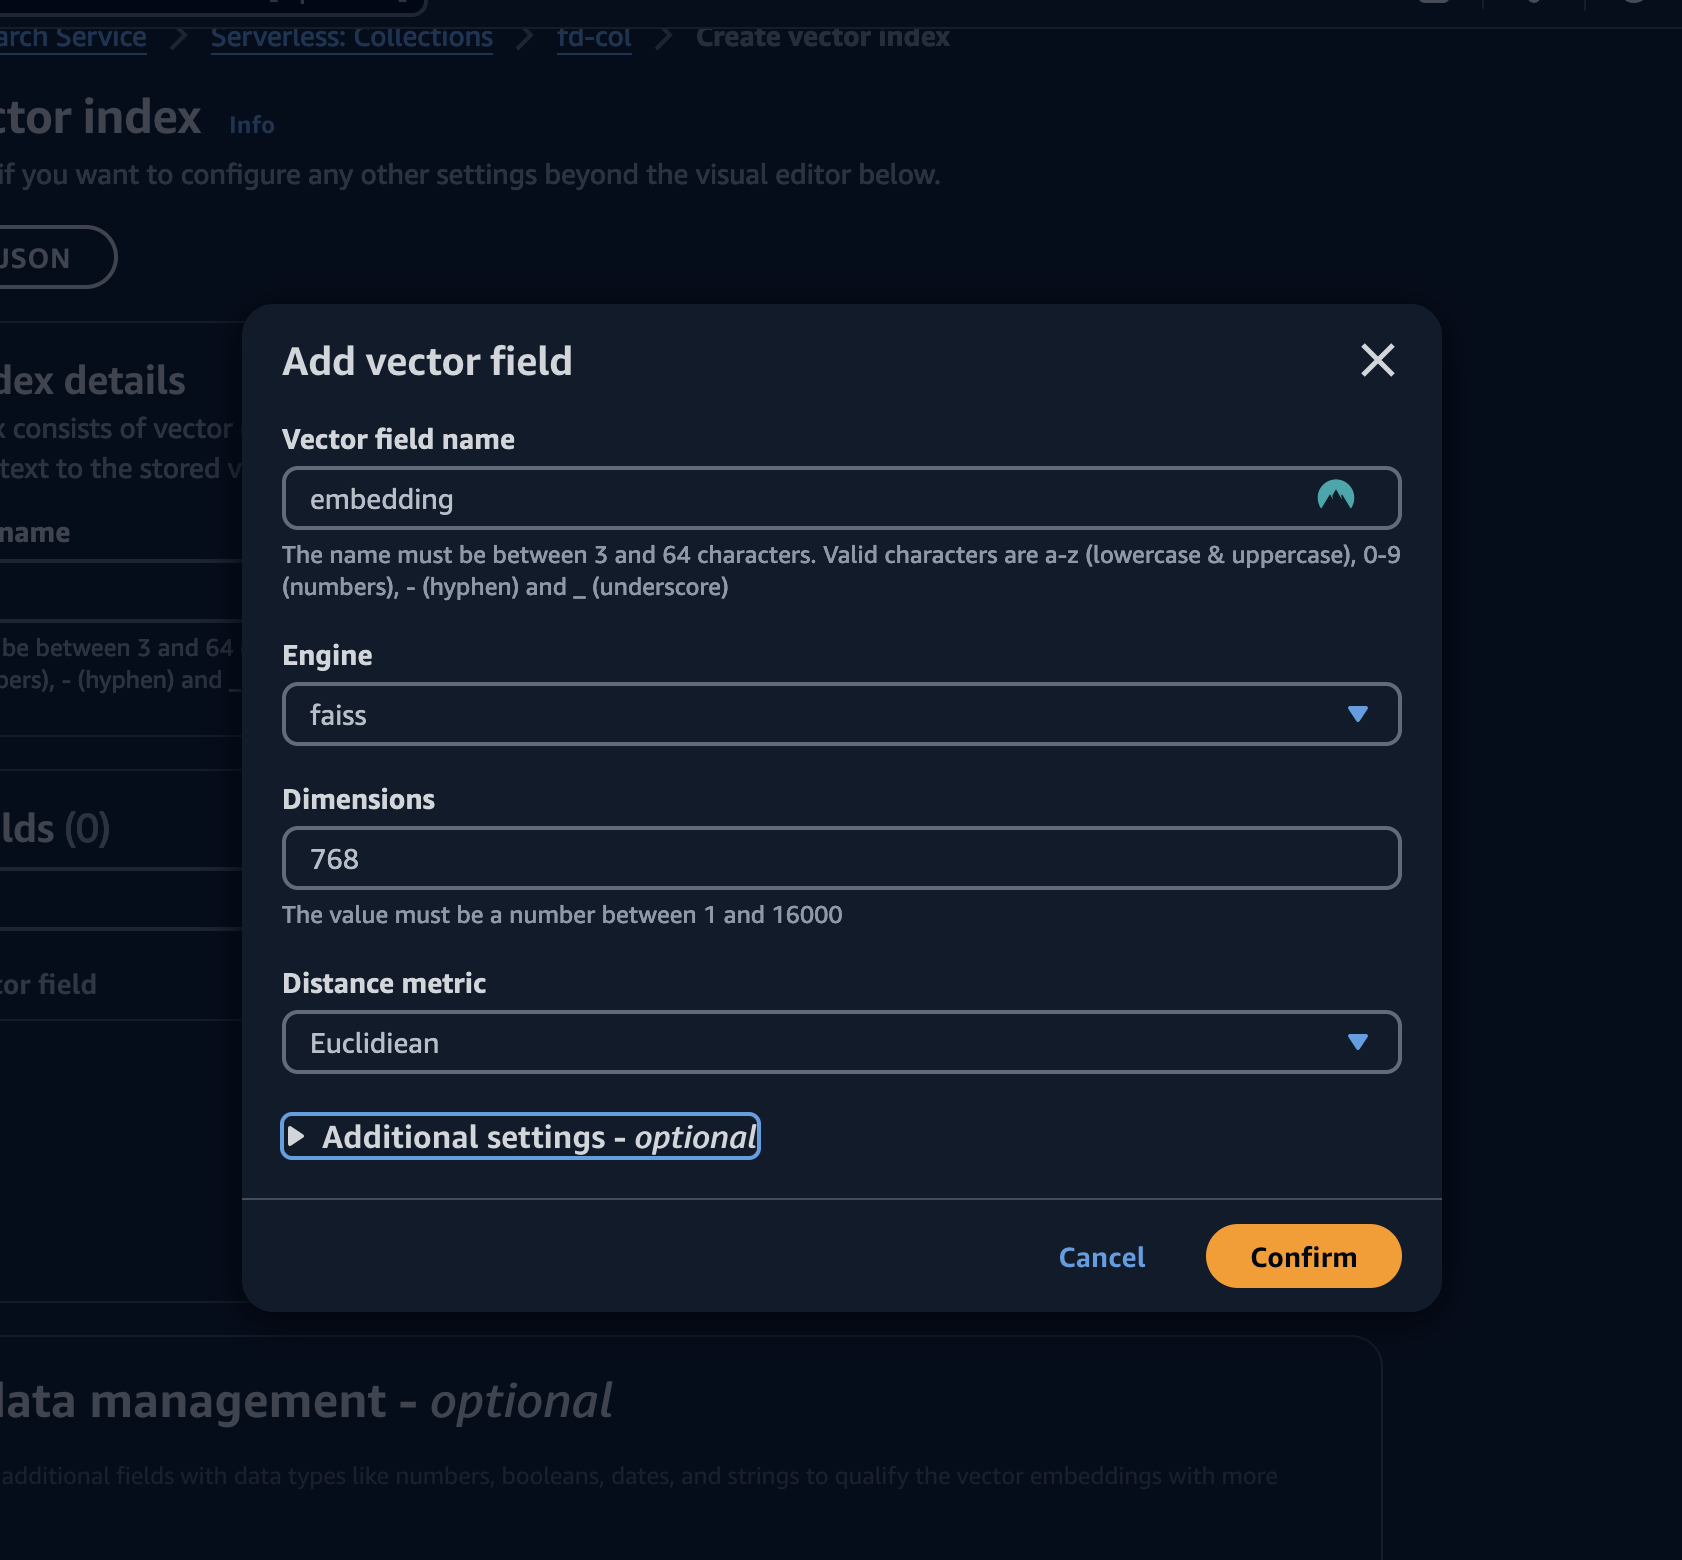 arch Service > Serverless: Collections > fd-col > Create vector index
ctor index Info
if you want to configure any other settings beyond the visual editor below.
JSON
dex details
consists of vector
text to the stored v
name
be between 3 and 64
bers), - (hyphen) and _
lds (0)
tor field
Add vector field
Vector field name
embedding
The name must be between 3 and 64 characters. Valid characters are a-z (lowercase & uppercase), 0-9
(numbers), - (hyphen) and _ (underscore)
Engine
faiss
Dimensions
768
The value must be a number between 1 and 16000
Distance metric
Euclidiean
Additional settings - optional
Cancel
Confirm
data management - optional
additional fields with data types like numbers, booleans, dates, and strings to qualify the vector embeddings with more